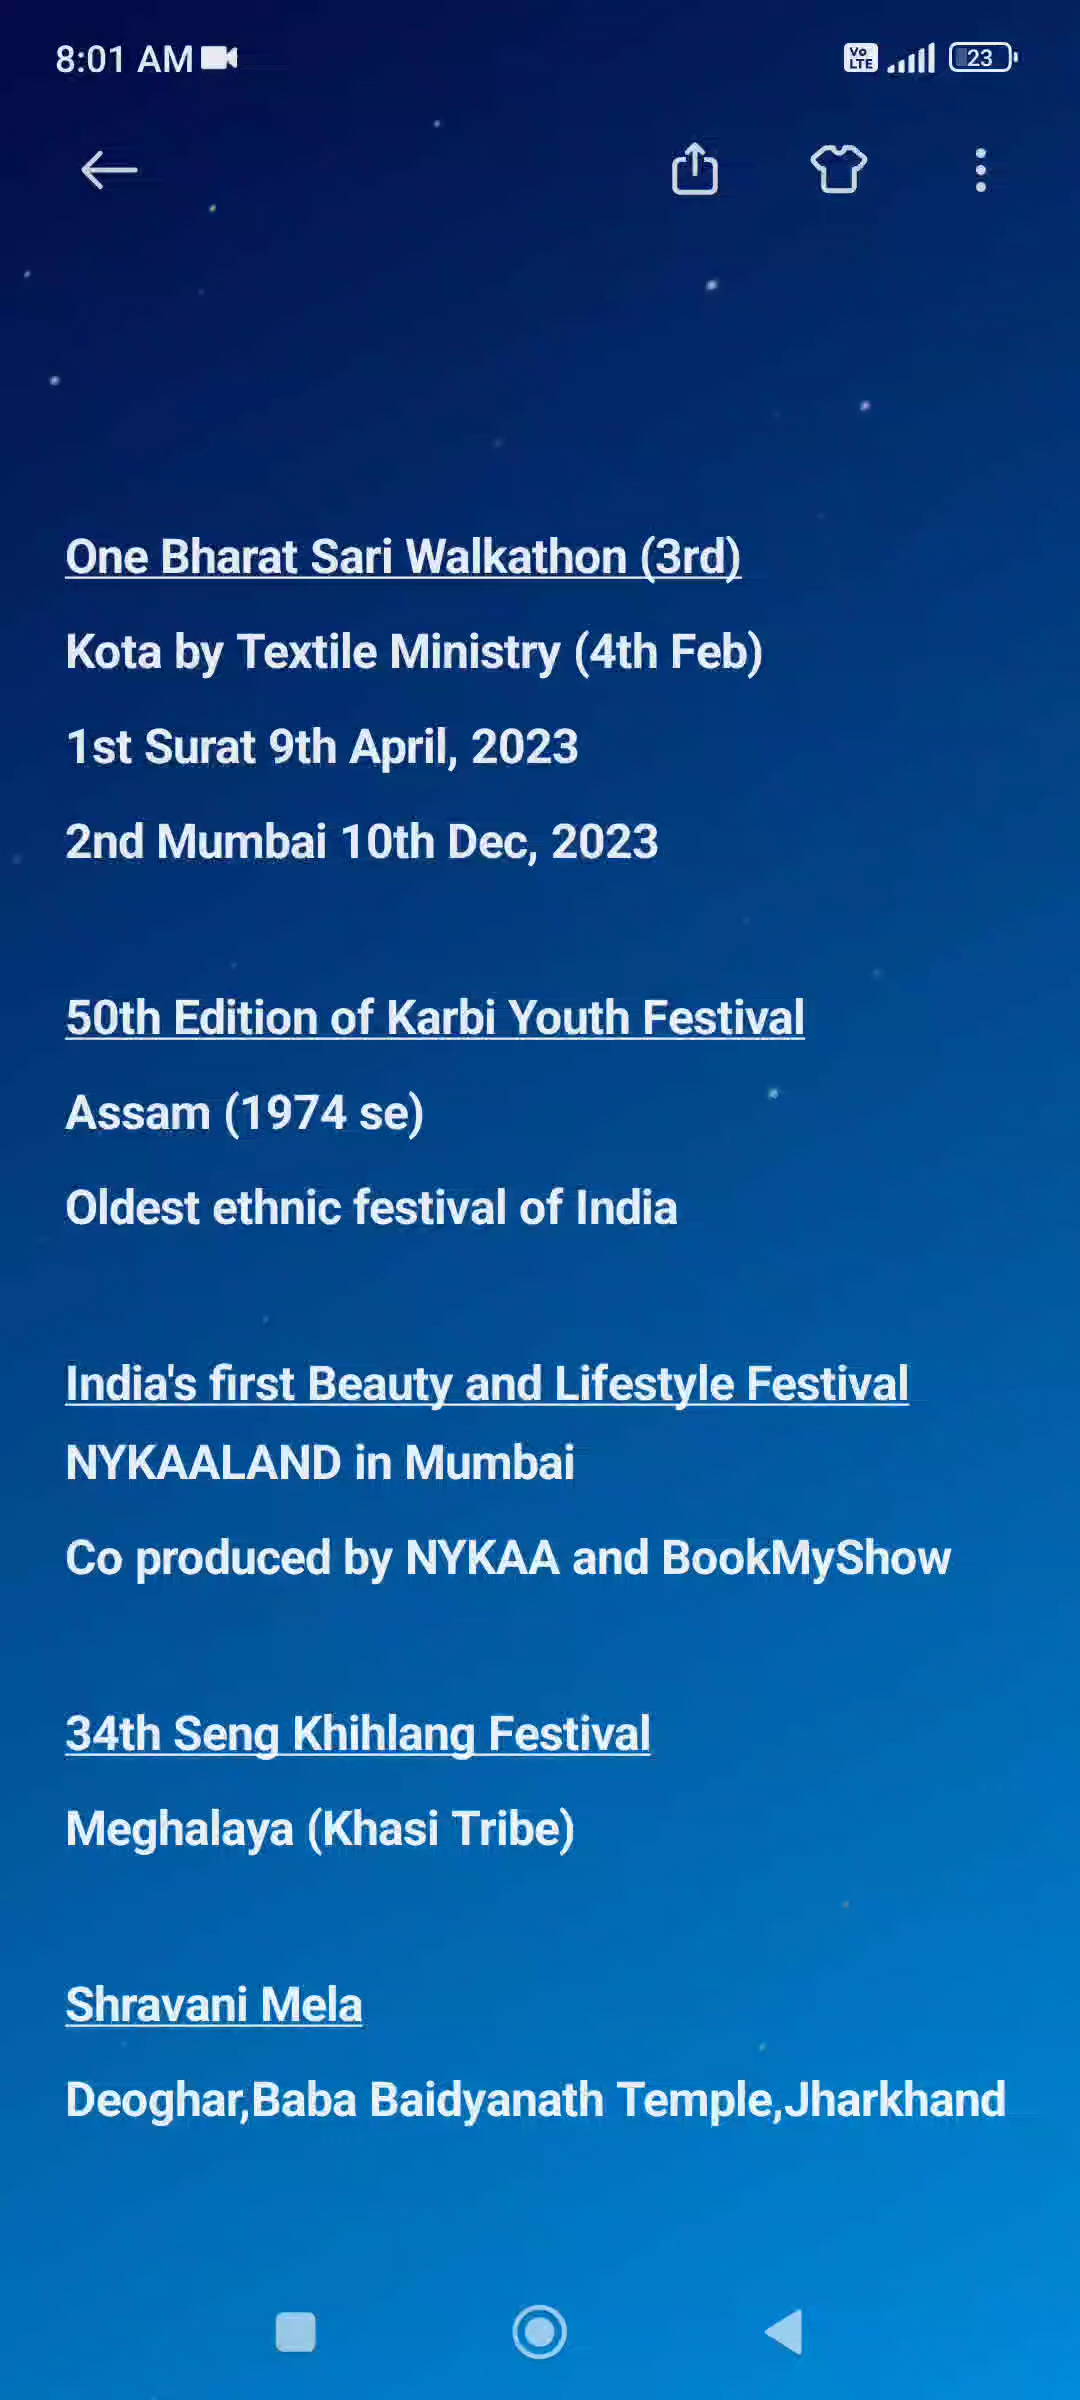 8:01 AM
Vo LTE
23
One Bharat Sari Walkathon (3rd)
Kota by Textile Ministry (4th Feb)
1st Surat 9th April, 2023
2nd Mumbai 10th Dec, 2023
50th Edition of Karbi Youth Festival
Assam (1974 se)
Oldest ethnic festival of India
India's first Beauty and Lifestyle Festival
NYKAALAND in Mumbai
Co produced by NYKAA and BookMyShow
34th Seng Khihlang Festival
Meghalaya (Khasi Tribe)
Shravani Mela
Deoghar,Baba Baidyanath Temple,Jharkhand